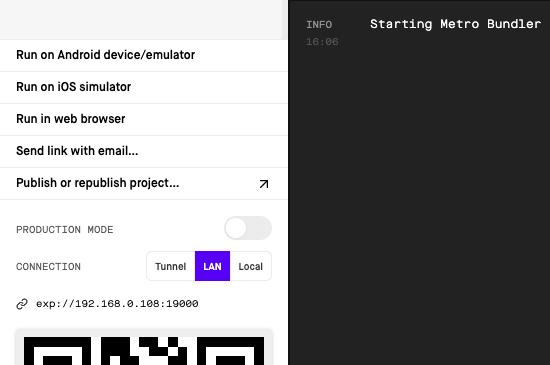 Run on Android device/emulator
Run on iOS simulator
Run in web browser
Send link with email...
Publish or republish project...
PRODUCTION MODE
CONNECTION
Tunnel
LAN
Local
exp://192.168.0.108:19000
INFO
Starting Metro Bundler
16:06